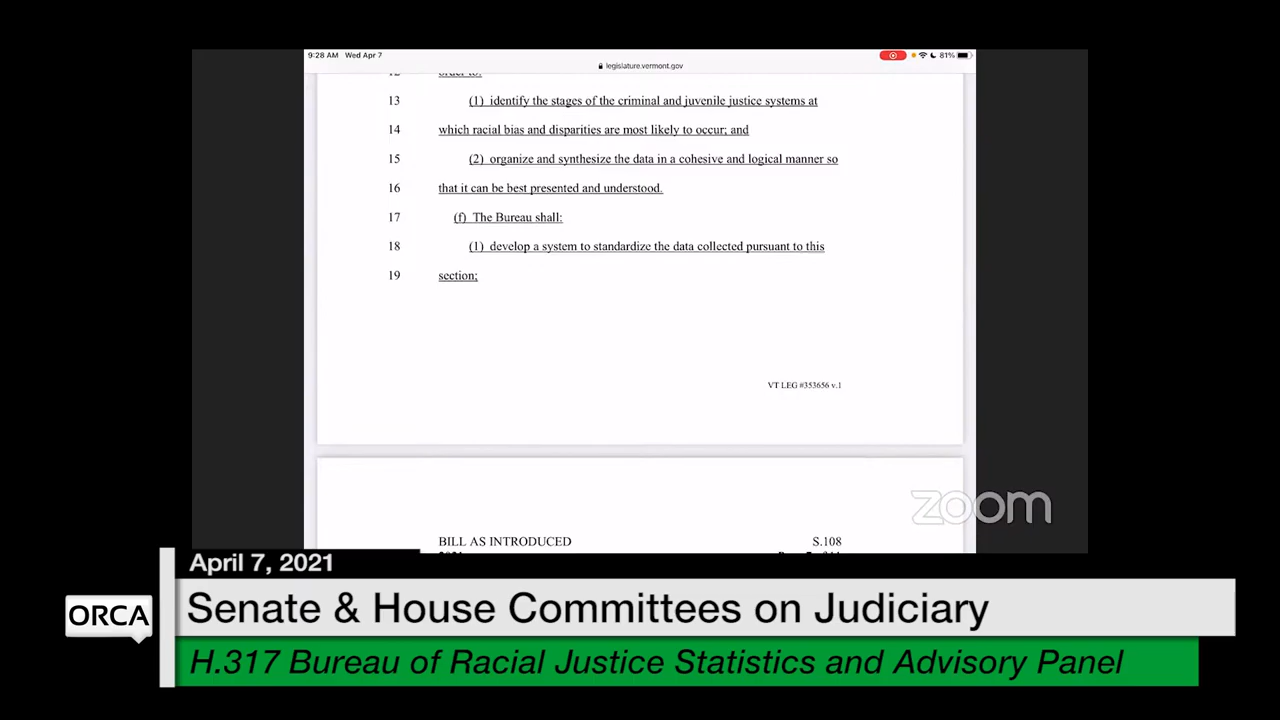 9:28 AM Wed Apr 7
81%
legislature.vermont.gov
12 order to:
13 (1) identify the stages of the criminal and juvenile justice systems at
14 which racial bias and disparities are most likely to occur; and
15 (2) organize and synthesize the data in a cohesive and logical manner so
16 that it can be best presented and understood.
17 (f) The Bureau shall:
18 (1) develop a system to standardize the data collected pursuant to this
19 section;
VT LEG #353656 v.1
zoom
BILL AS INTRODUCED S.108
2021
April 7, 2021
ORCA
Senate & House Committees on Judiciary
H.317 Bureau of Racial Justice Statistics and Advisory Panel